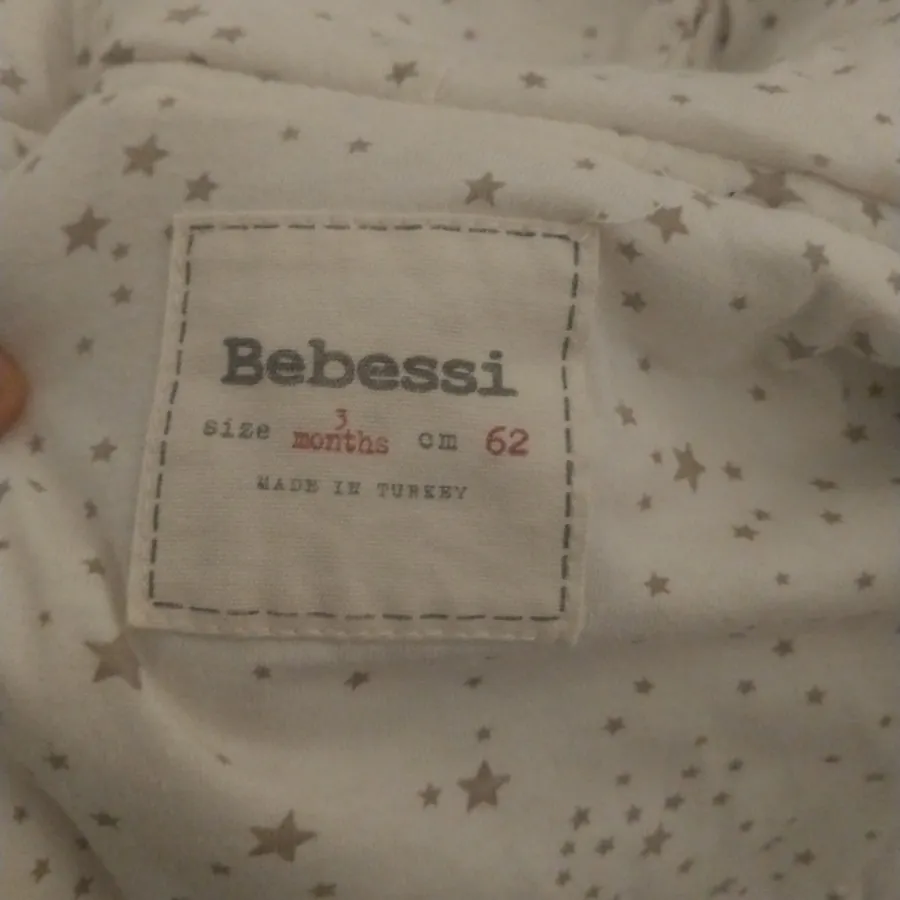 Bebessi
size 3 months cm 62
MADE IN TURKEY